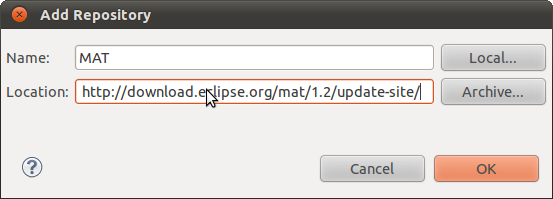 Add Repository
Name: MAT Local...
Location: http://download.eclipse.org/mat/1.2/update-site/ Archive...
? Cancel OK